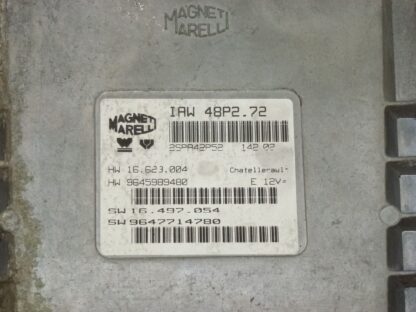 MAGNETI
MARELLI
MAGNETI
MARELLI
IAW 48P2.72
2SPA42P52 142 02
HW 16.623.004 Chatellerault
HW 9645989480 E 12V=
SW 16.497.054
SW 9647714780